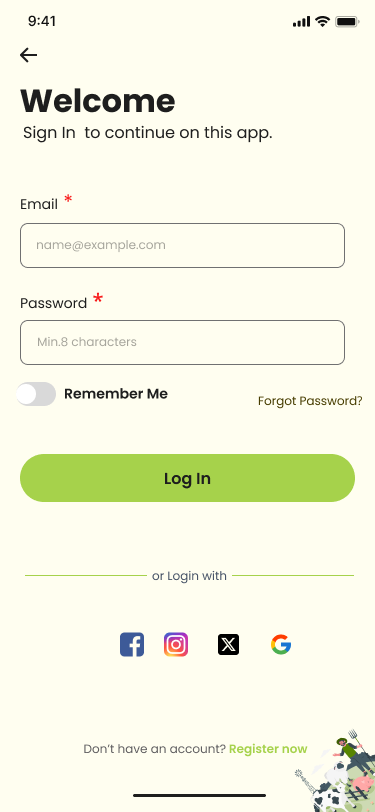 9:41
Welcome
Sign In to continue on this app.
Email *
name@example.com
Password *
Min.8 characters
Remember Me
Forgot Password?
Log In
or Login with
Don't have an account? Register now